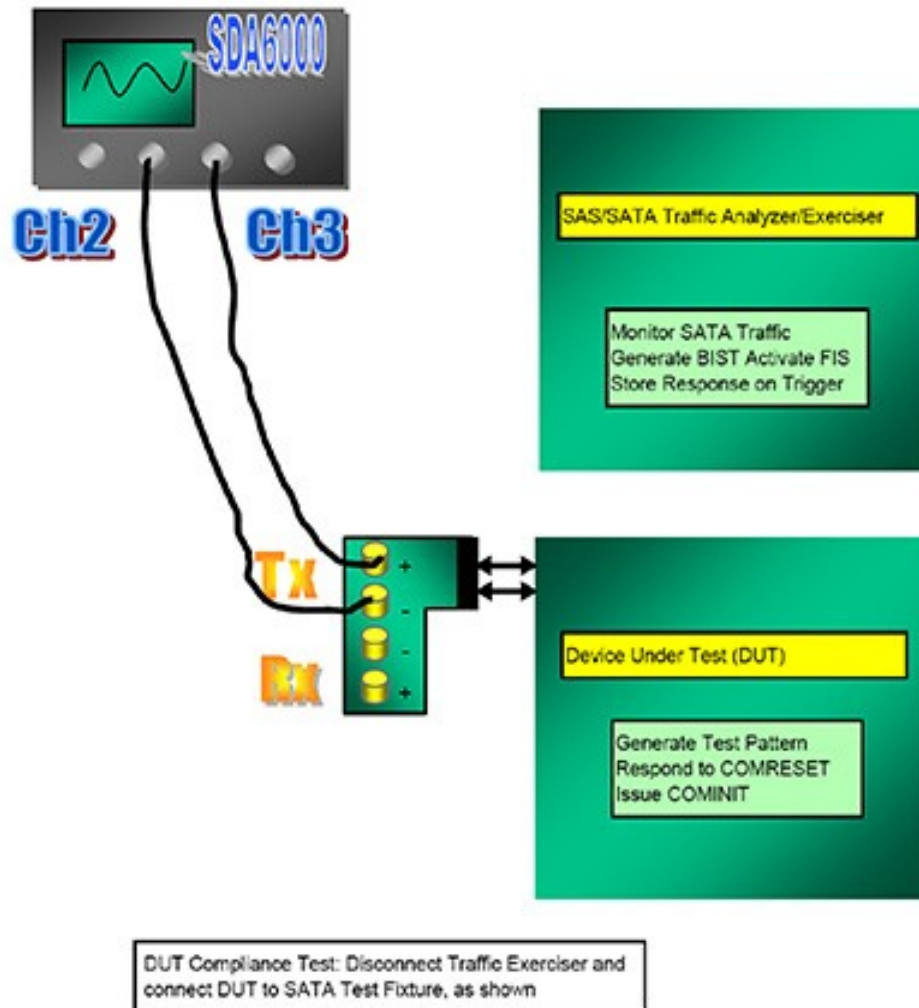 SDA6000
Ch2
Ch3
SAS/SATA Traffic Analyzer/Exerciser
Monitor SATA Traffic
Generate BIST Activate FIS
Store Response on Trigger
Tx
+
-
Rx
-
+
Device Under Test (DUT)
Generate Test Pattern
Respond to COMRESET
Issue COMINIT
DUT Compliance Test: Disconnect Traffic Exerciser and
connect DUT to SATA Test Fixture, as shown